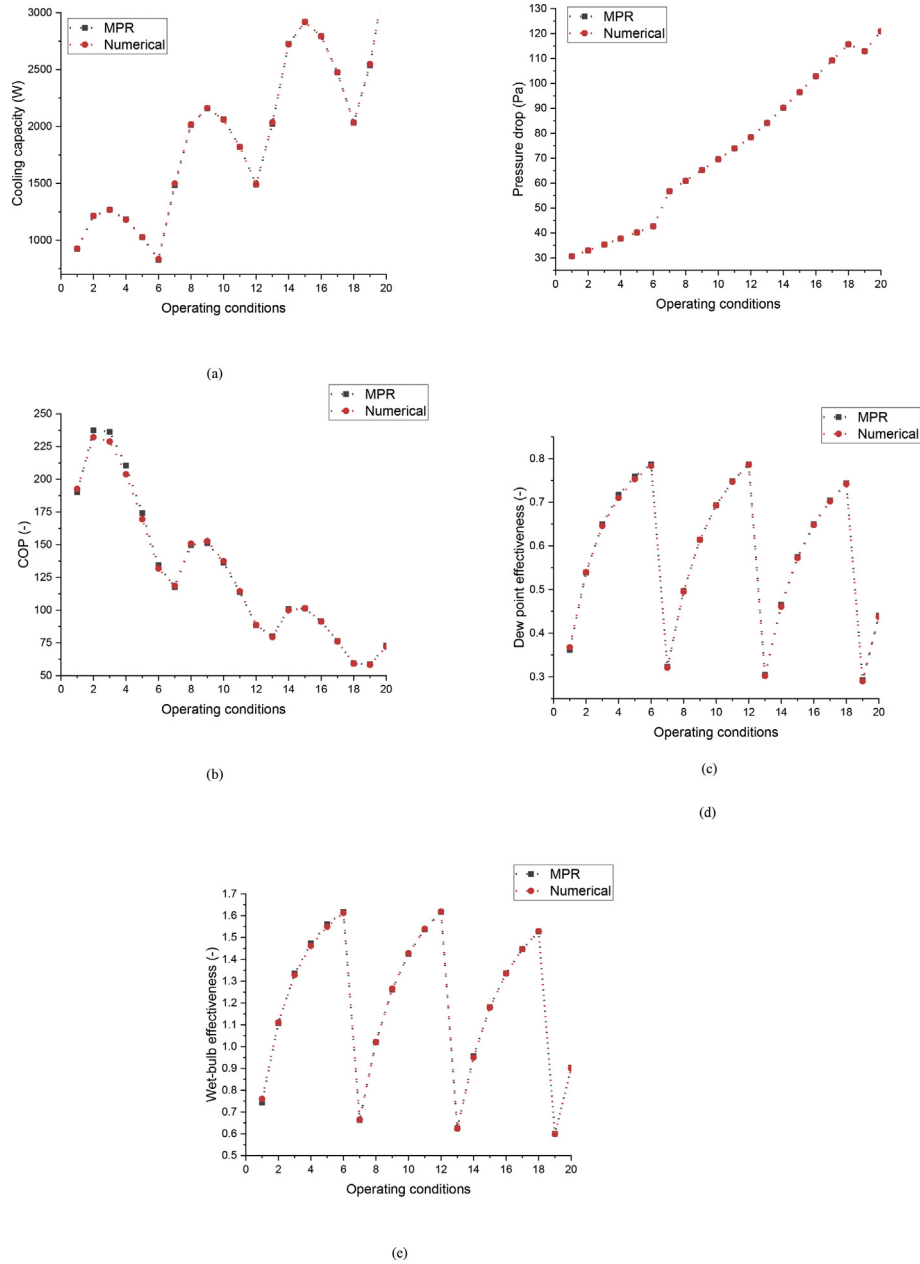 MPR
Numerical
Cooling capacity (W)
3000
2500
2000
1500
1000
0 2 4 6 8 10 12 14 16 18 20
Operating conditions
(a)
MPR
Numerical
Pressure drop (Pa)
130
120
110
100
90
80
70
60
50
40
30
0 2 4 6 8 10 12 14 16 18 20
Operating conditions
MPR
Numerical
COP (-)
250
225
200
175
150
125
100
75
50
0 2 4 6 8 10 12 14 16 18 20
Operating conditions
(b)
MPR
Numerical
Dew point effectiveness (-)
0.8
0.7
0.6
0.5
0.4
0.3
0 2 4 6 8 10 12 14 16 18 20
Operating conditions
(c)
(d)
MPR
Numerical
Wet-bulb effectiveness (-)
1.7
1.6
1.5
1.4
1.3
1.2
1.1
1.0
0.9
0.8
0.7
0.6
0.5
0 2 4 6 8 10 12 14 16 18 20
Operating conditions
(e)